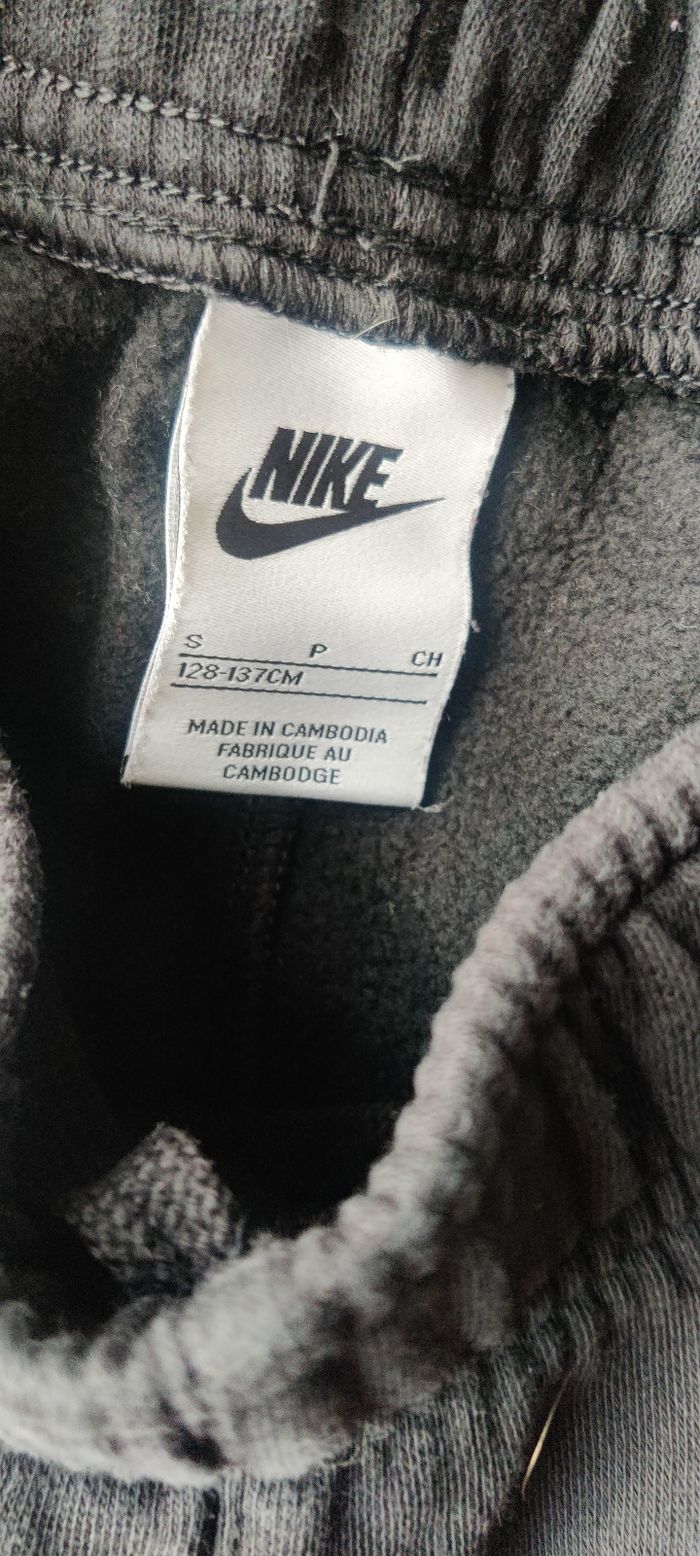 NIKE
S P CH
128-137CM
MADE IN CAMBODIA
FABRIQUE AU
CAMBODGE